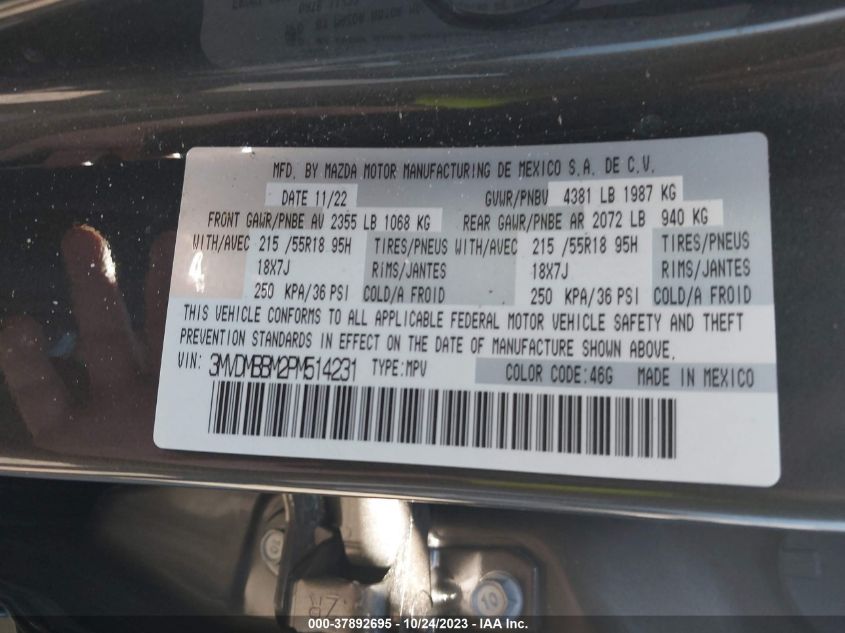 MFD. BY MAZDA MOTOR MANUFACTURING DE MEXICO S.A. DE C.V.
DATE 11/22 GVWR/PNBV 4381 LB 1987 KG
FRONT GAWR/PNBE AV 2355 LB 1068 KG REAR GAWR/PNBE AR 2072 LB 940 KG
WITH/AVEC 215 /55R18 95H TIRES/PNEUS WITH/AVEC 215 /55R18 95H TIRES/PNEUS
18X7J RIMS/JANTES 18X7J RIMS/JANTES
250 KPA/36 PSI COLD/A FROID 250 KPA/36 PSI COLD/A FROID
THIS VEHICLE CONFORMS TO ALL APPLICABLE FEDERAL MOTOR VEHICLE SAFETY AND THEFT
PREVENTION STANDARDS IN EFFECT ON THE DATE OF MANUFACTURE SHOWN ABOVE.
VIN: 3MVDMBBM2PM514231 TYPE:MPV COLOR CODE:46G MADE IN MEXICO
10
000-37892695 - 10/24/2023 - IAA Inc.